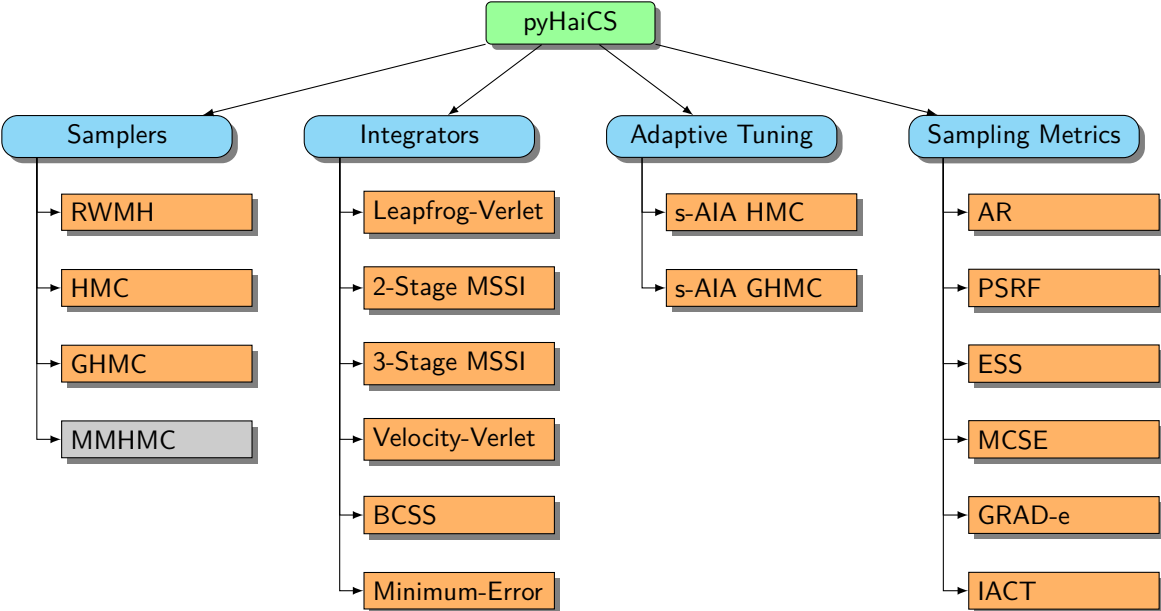 pyHaiCS
Samplers
RWMH
HMC
GHMC
MMHMC
Integrators
Leapfrog-Verlet
2-Stage MSSI
3-Stage MSSI
Velocity-Verlet
BCSS
Minimum-Error
Adaptive Tuning
s-AIA HMC
s-AIA GHMC
Sampling Metrics
AR
PSRF
ESS
MCSE
GRAD-e
IACT